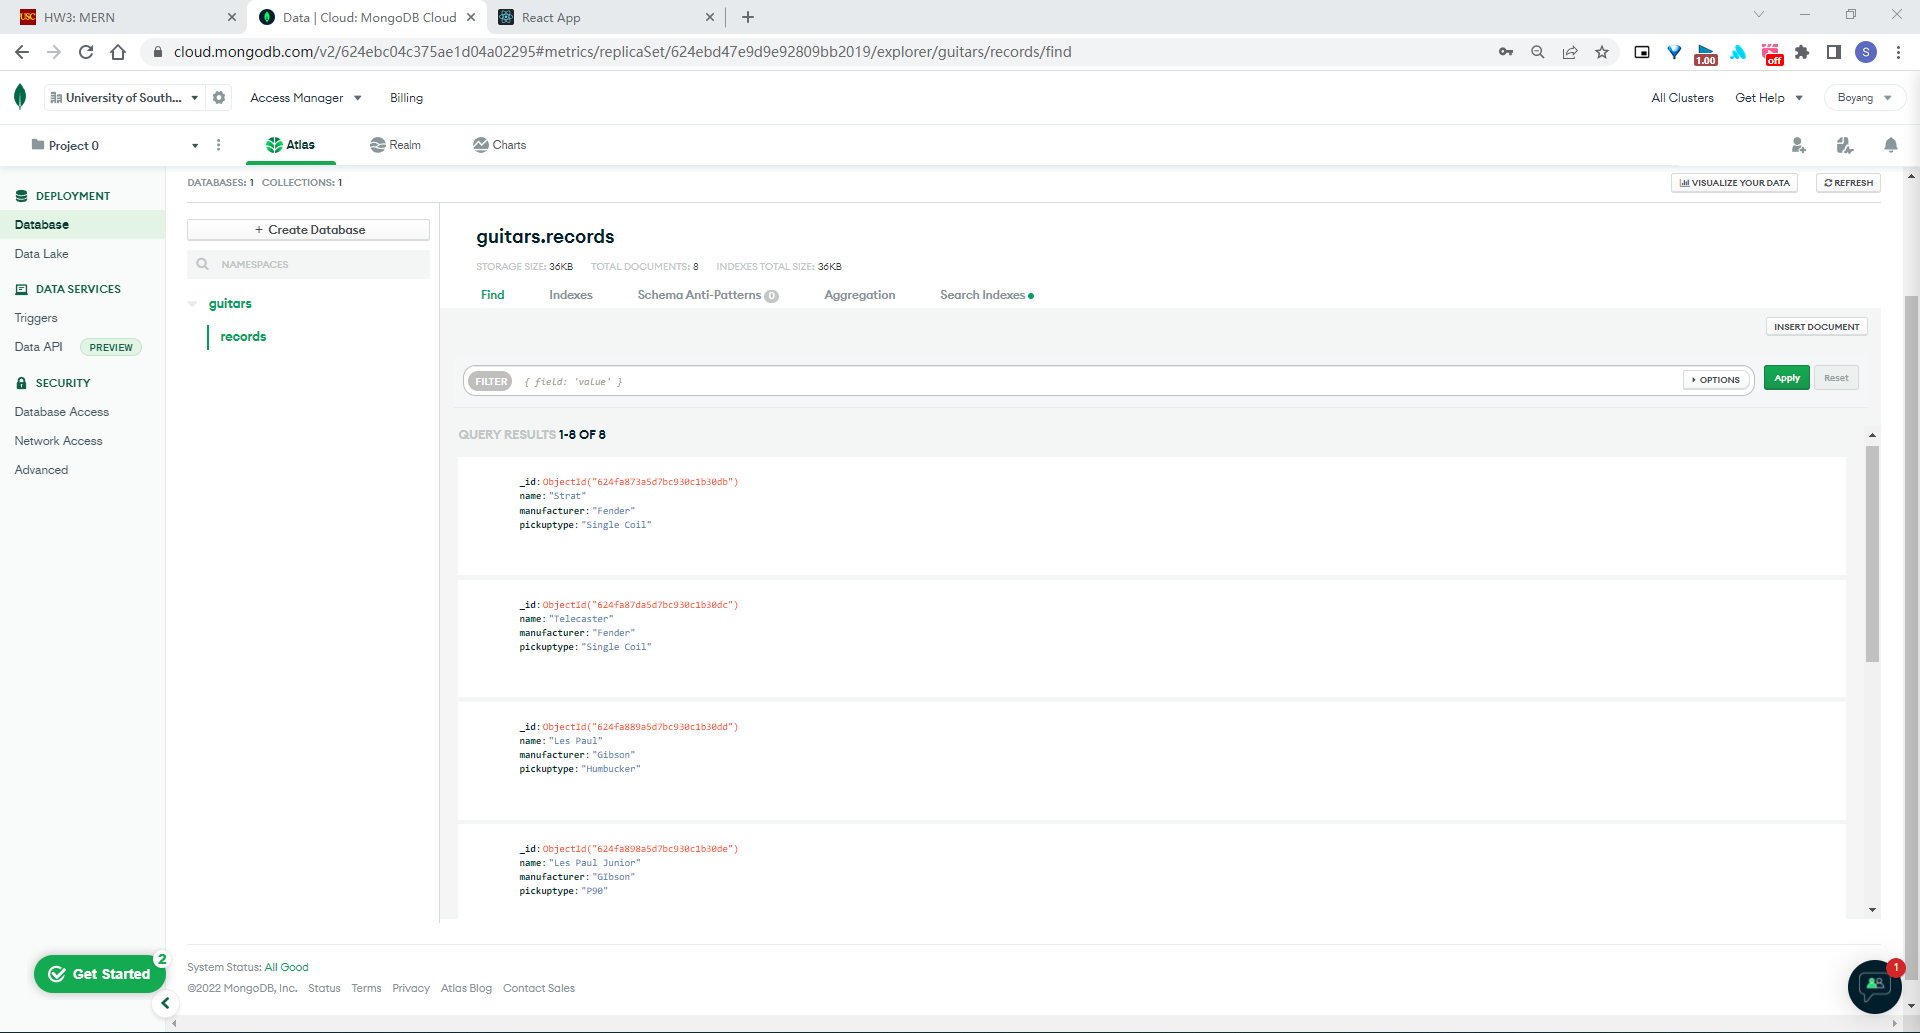 HW3: MERN
Data | Cloud: MongoDB Cloud
React App
cloud.mongodb.com/v2/624ebc04c375ae1d04a02295#metrics/replicaSet/624ebd47e9d9e92809bb2019/explorer/guitars/records/find
1.00
off
S
University of South...
Access Manager
Billing
All Clusters
Get Help
Boyang
Project 0
Atlas
Realm
Charts
DEPLOYMENT
Database
Data Lake
DATA SERVICES
Triggers
Data API PREVIEW
SECURITY
Database Access
Network Access
Advanced
DATABASES: 1 COLLECTIONS: 1
VISUALIZE YOUR DATA
REFRESH
+ Create Database
NAMESPACES
guitars
records
guitars.records
STORAGE SIZE: 36KB TOTAL DOCUMENTS: 8 INDEXES TOTAL SIZE: 36KB
Find
Indexes
Schema Anti-Patterns 0
Aggregation
Search Indexes
INSERT DOCUMENT
FILTER { field: 'value' }
OPTIONS
Apply
Reset
QUERY RESULTS 1-8 OF 8
_id:ObjectId("624fa873a5d7bc930c1b30db")
name:"Strat"
manufacturer:"Fender"
pickuptype:"Single Coil"
_id:ObjectId("624fa87da5d7bc930c1b30dc")
name:"Telecaster"
manufacturer:"Fender"
pickuptype:"Single Coil"
_id:ObjectId("624fa889a5d7bc930c1b30dd")
name:"Les Paul"
manufacturer:"Gibson"
pickuptype:"Humbucker"
_id:ObjectId("624fa898a5d7bc930c1b30de")
name:"Les Paul Junior"
manufacturer:"GIbson"
pickuptype:"P90"
Get Started
2
System Status: All Good
©2022 MongoDB, Inc. Status Terms Privacy Atlas Blog Contact Sales
1